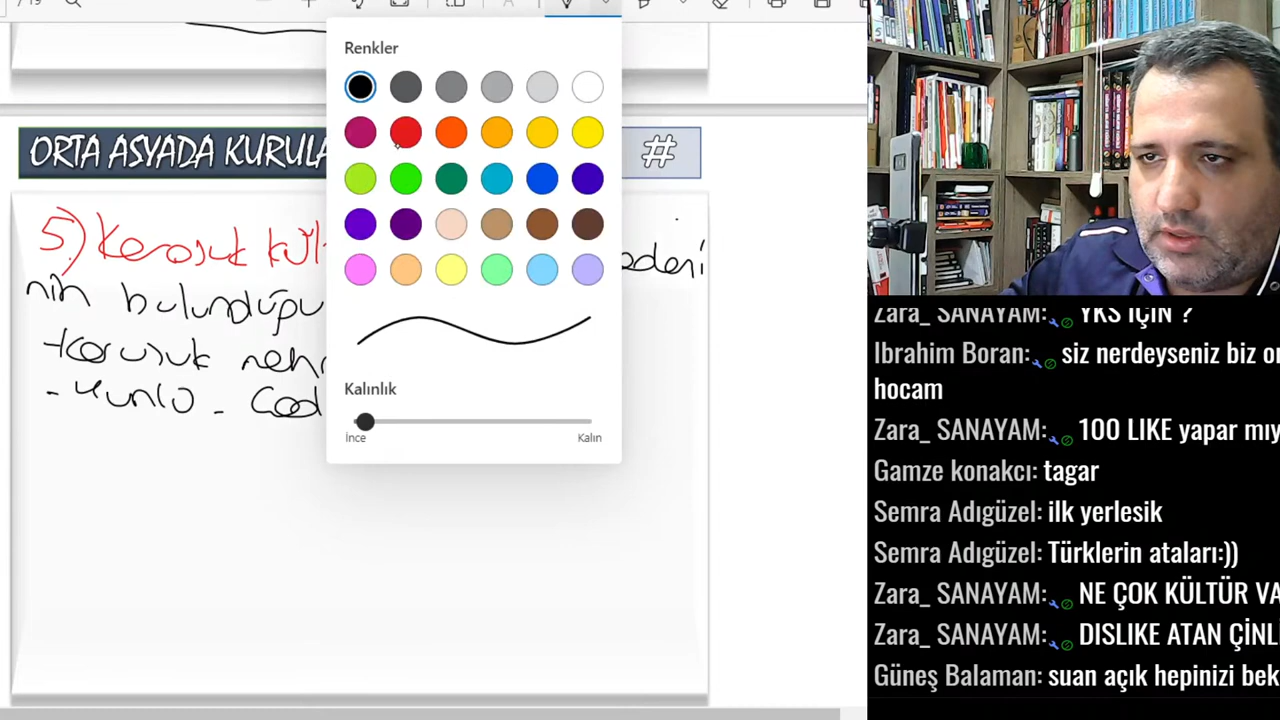 /19
Renkler
ORTA ASYADA KURULA
#
5) Karasuk kül
nin bulunduğu
-Karasuk nehr
Kalınlık
İnce
Kalın
Zara_ SANAYAM: YKS İÇİN ?
Ibrahim Boran: siz nerdeyseniz biz or
hocam
Zara_ SANAYAM: 100 LIKE yapar mıy
Gamze konakcı: tagar
Semra Adıgüzel: ilk yerlesik
Semra Adıgüzel: Türklerin ataları:))
Zara_ SANAYAM: NE ÇOK KÜLTÜR VA
Zara_ SANAYAM: DISLIKE ATAN ÇİNLİ
Güneş Balaman: suan açık hepinizi bek